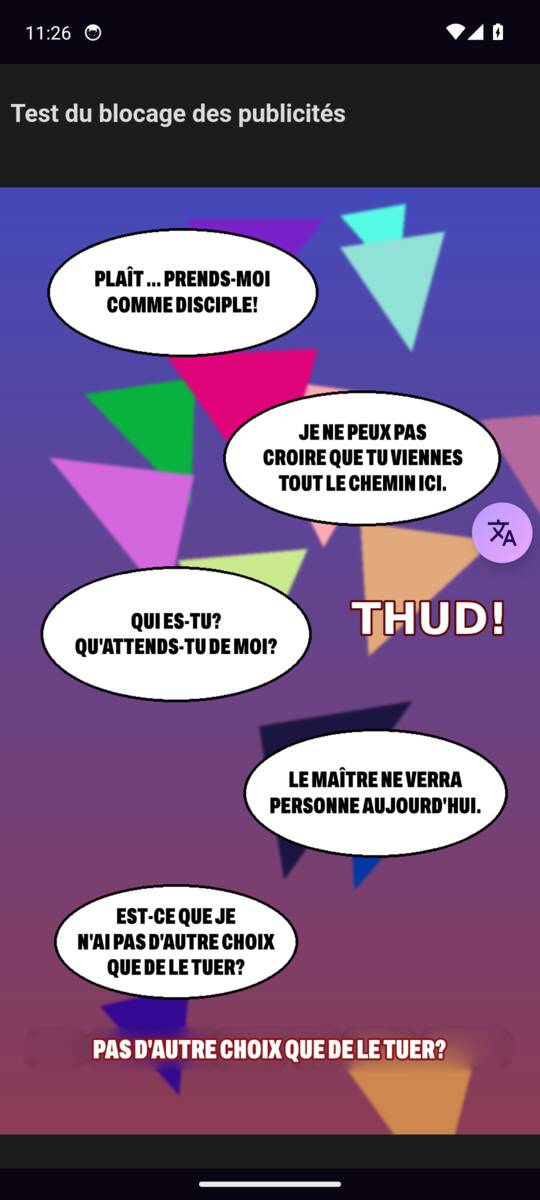 11:26
Test du blocage des publicités
PLAÎT ... PRENDS-MOI
COMME DISCIPLE!
JE NE PEUX PAS
CROIRE QUE TU VIENNES
TOUT LE CHEMIN ICI.
QUI ES-TU?
QU'ATTENDS-TU DE MOI?
THUD!
LE MAÎTRE NE VERRA
PERSONNE AUJOURD'HUI.
EST-CE QUE JE
N'AI PAS D'AUTRE CHOIX
QUE DE LE TUER?
PAS D'AUTRE CHOIX QUE DE LE TUER?